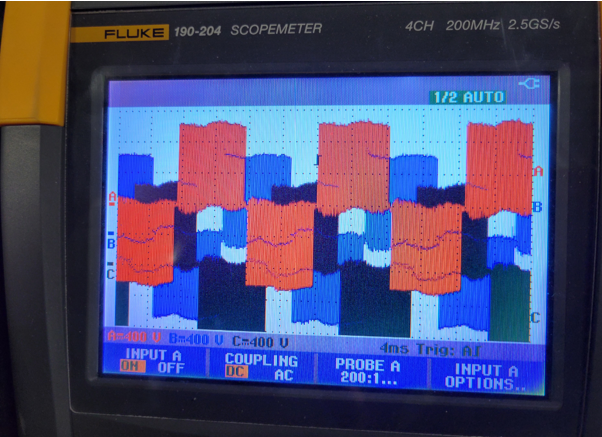 FLUKE 190-204 SCOPEMETER 4CH 200MHz 2.5GS/s
1/2 AUTO
A
A
B
B
C
C
A=400 V B=400 V C=400 V 4ms Trig:
INPUT A COUPLING PROBE A INPUT A
ON OFF DC AC 200:1... OPTIONS..